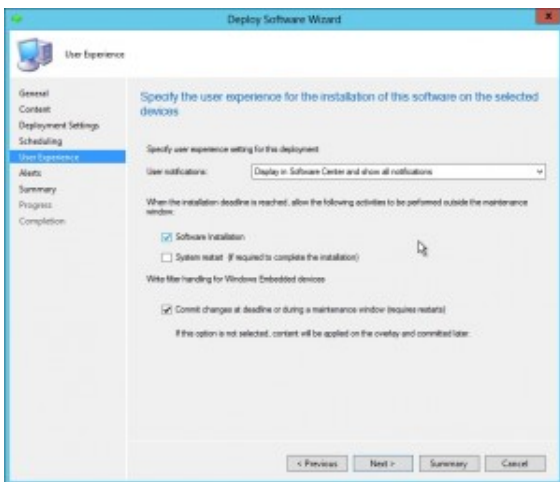 Deploy Software Wizard
x
User Experience
General
Content
Deployment Settings
Scheduling
User Experience
Alerts
Summary
Progress
Completion
Specify the user experience for the installation of this software on the selected
devices
Specify user experience setting for this deployment
User notifications:
Display in Software Center and show all notifications
When the installation deadline is reached, allow the following activities to be performed outside the maintenance
window:
Software Installation
System restart (if required to complete the installation)
Write filter handling for Windows Embedded devices
Commit changes at deadline or during a maintenance window (requires restarts)
If this option is not selected, content will be applied on the overlay and committed later.
< Previous
Next >
Summary
Cancel